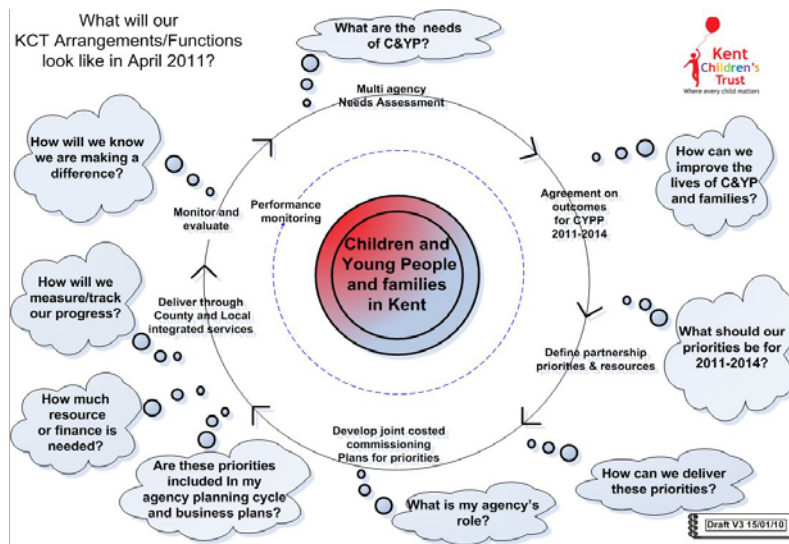 What will our
KCT Arrangements/Functions
look like in April 2011?
What are the needs
of C&YP?
Kent
Children's
Trust
Where every child matters
Multi agency
Needs Assessment
How will we know
we are making a
difference?
How can we
improve the
lives of C&YP
and families?
Performance
monitoring
Monitor and
evaluate
Agreement on
outcomes
for CYPP
2011-2014
Children and
Young People
and families
in Kent
How will we
measure/track
our progress?
Deliver through
County and Local
integrated services
What should our
priorities be for
2011-2014?
Define partnership
priorities & resources
How much
resource
or finance is
needed?
Develop joint costed
commissioning
Plans for priorities
Are these priorities
included In my
agency planning cycle
and business plans?
What is my agency's
role?
How can we deliver
these priorities?
Draft V3 15/01/10